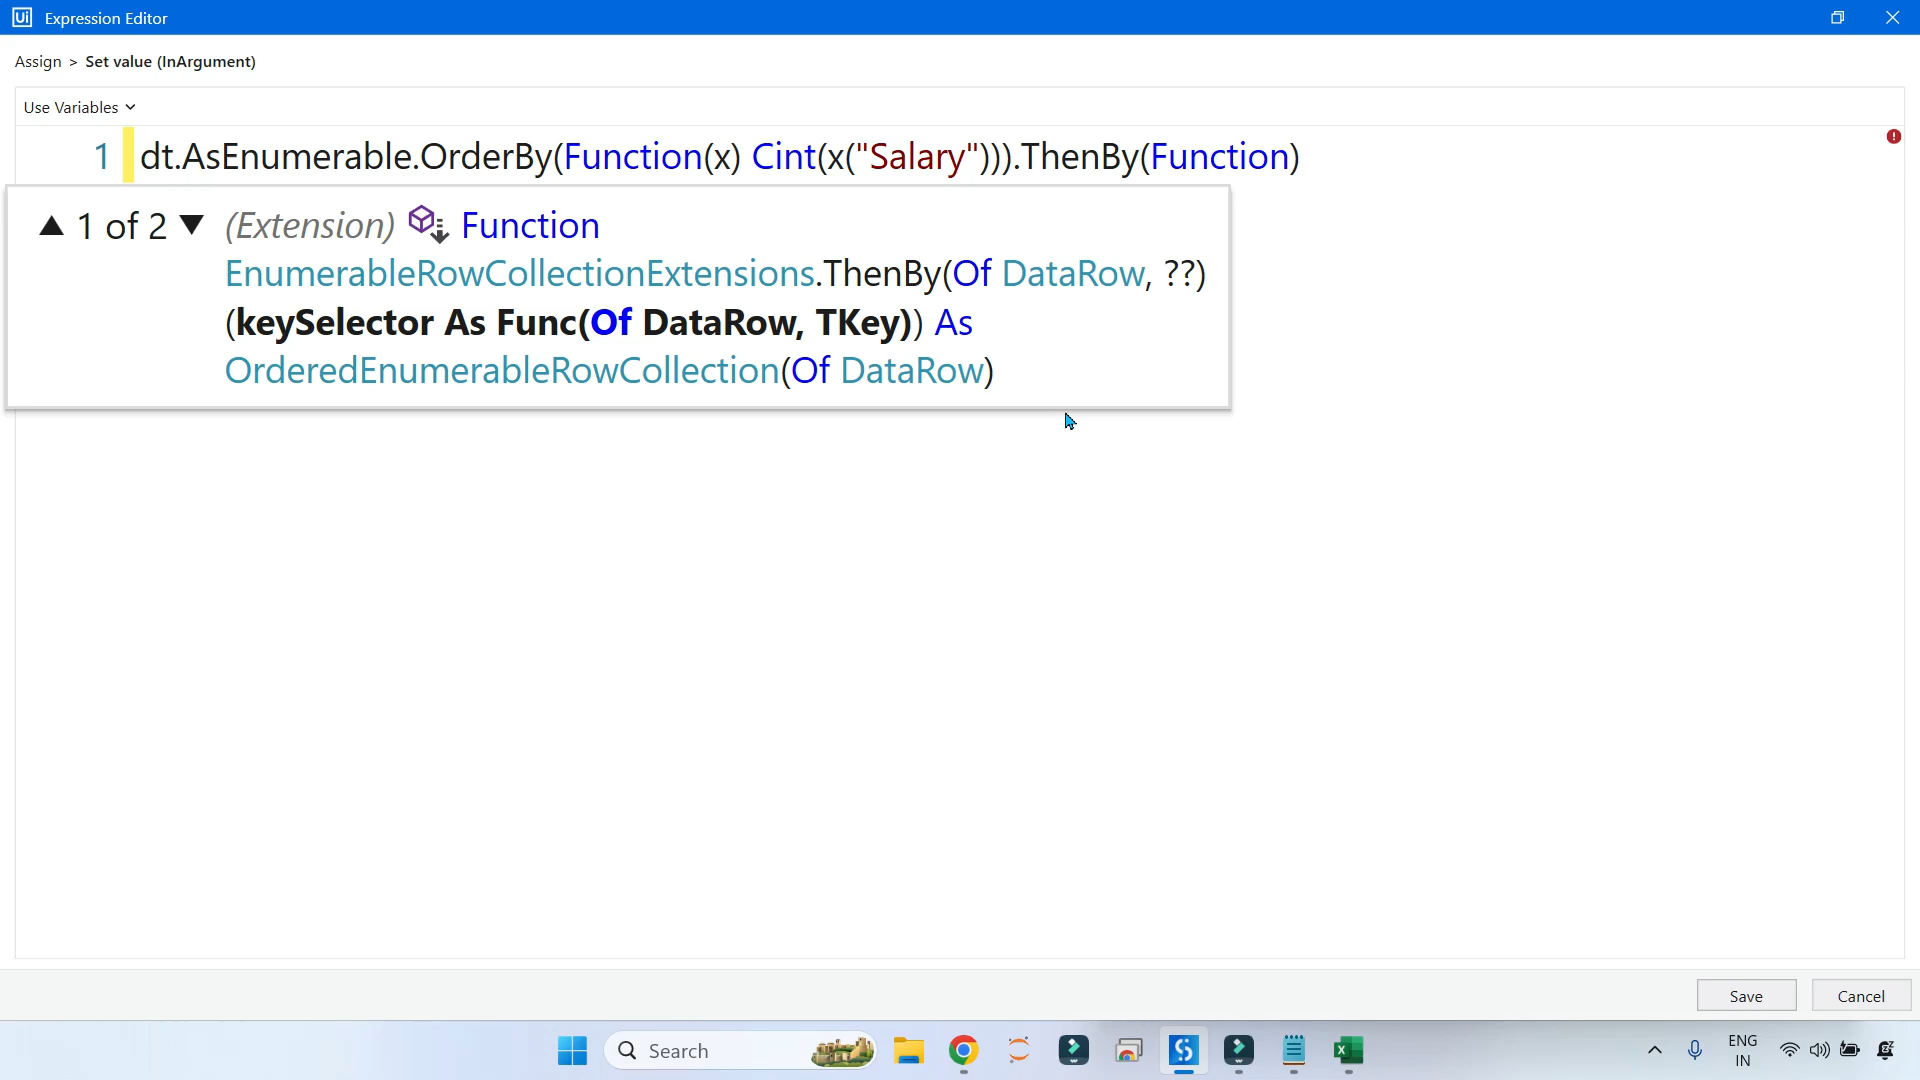 Ui Expression Editor
Assign > Set value (InArgument)
Use Variables
1 dt.AsEnumerable.OrderBy(Function(x) Cint(x("Salary"))).ThenBy(Function)
▲ 1 of 2 ▼ (Extension) Function
EnumerableRowCollectionExtensions.ThenBy(Of DataRow, ??)
(keySelector As Func(Of DataRow, TKey)) As
OrderedEnumerableRowCollection(Of DataRow)
Save Cancel
Search
ENG
IN